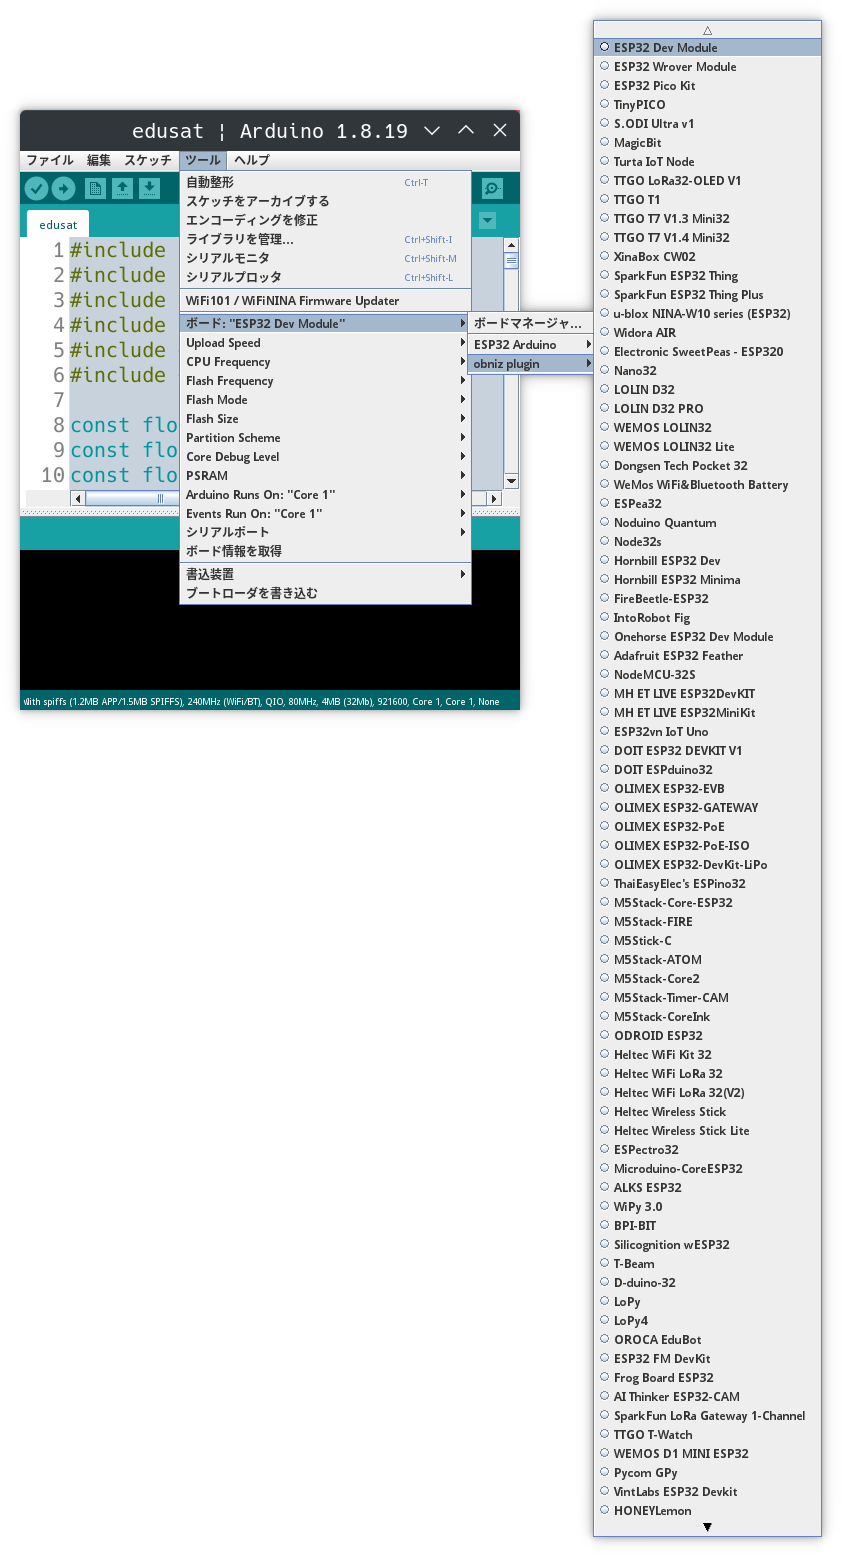 edusat ¦ Arduino 1.8.19
ファイル 編集 スケッチ ツール ヘルプ
edusat
1 #include
2 #include
3 #include
4 #include
5 #include
6 #include
7
8 const flo
9 const flo
10 const flo
自動整形 Ctrl-T
スケッチをアーカイブする
エンコーディングを修正
ライブラリを管理... Ctrl+Shift-I
シリアルモニタ Ctrl+Shift-M
シリアルプロッタ Ctrl+Shift-L
WiFi101 / WiFiNINA Firmware Updater
ボード: "ESP32 Dev Module"
Upload Speed
CPU Frequency
Flash Frequency
Flash Mode
Flash Size
Partition Scheme
Core Debug Level
PSRAM
Arduino Runs On: "Core 1"
Events Run On: "Core 1"
シリアルポート
ボード情報を取得
書込装置
ブートローダを書き込む
ボードマネージャ...
ESP32 Arduino
obniz plugin
ESP32 Dev Module
ESP32 Wrover Module
ESP32 Pico Kit
TinyPICO
S.ODI Ultra v1
MagicBit
Turta IoT Node
TTGO LoRa32-OLED V1
TTGO T1
TTGO T7 V1.3 Mini32
TTGO T7 V1.4 Mini32
XinaBox CW02
SparkFun ESP32 Thing
SparkFun ESP32 Thing Plus
u-blox NINA-W10 series (ESP32)
Widora AIR
Electronic SweetPeas - ESP320
Nano32
LOLIN D32
LOLIN D32 PRO
WEMOS LOLIN32
WEMOS LOLIN32 Lite
Dongsen Tech Pocket 32
WeMos WiFi&Bluetooth Battery
ESPea32
Noduino Quantum
Node32s
Hornbill ESP32 Dev
Hornbill ESP32 Minima
FireBeetle-ESP32
IntoRobot Fig
Onehorse ESP32 Dev Module
Adafruit ESP32 Feather
NodeMCU-32S
MH ET LIVE ESP32DevKIT
MH ET LIVE ESP32MiniKit
ESP32vn IoT Uno
DOIT ESP32 DEVKIT V1
DOIT ESPduino32
OLIMEX ESP32-EVB
OLIMEX ESP32-GATEWAY
OLIMEX ESP32-PoE
OLIMEX ESP32-PoE-ISO
OLIMEX ESP32-DevKit-LiPo
ThaiEasyElec's ESPino32
M5Stack-Core-ESP32
M5Stack-FIRE
M5Stick-C
M5Stack-ATOM
M5Stack-Core2
M5Stack-Timer-CAM
M5Stack-CoreInk
ODROID ESP32
Heltec WiFi Kit 32
Heltec WiFi LoRa 32
Heltec WiFi LoRa 32(V2)
Heltec Wireless Stick
Heltec Wireless Stick Lite
ESPectro32
Microduino-CoreESP32
ALKS ESP32
WiPy 3.0
BPI-BIT
Silicognition wESP32
T-Beam
D-duino-32
LoPy
LoPy4
OROCA EduBot
ESP32 FM DevKit
Frog Board ESP32
AI Thinker ESP32-CAM
SparkFun LoRa Gateway 1-Channel
TTGO T-Watch
WEMOS D1 MINI ESP32
Pycom GPy
VintLabs ESP32 Devkit
HONEYLemon
With spiffs (1.2MB APP/1.5MB SPIFFS), 240MHz (WiFi/BT), QIO, 80MHz, 4MB (32Mb), 921600, Core 1, Core 1, None